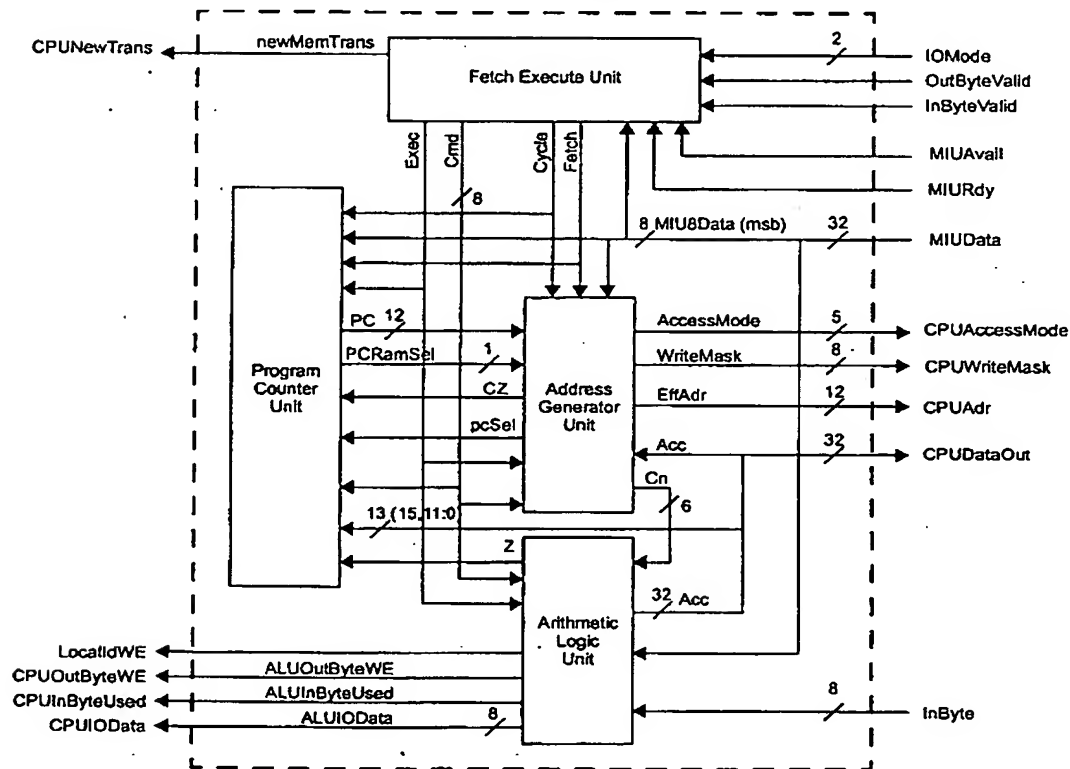 CPUNewTrans
newMemTrans
Fetch Execute Unit
2
IOMode
OutByteValid
InByteValid
MIUAvail
MIURdy
Exec
Cmd
Cycle
Fetch
8
8 MIU8Data (msb)
32
MIUData
PC 12
PCRamSel 1
CZ
pcSel
Program
Counter
Unit
Address
Generator
Unit
AccessMode 5
CPUAccessMode
WriteMask 8
CPUWriteMask
EffAdr 12
CPUAdr
Acc 32
CPUDataOut
Cn
6
13 (15,11:0)
Z
32 Acc
Arithmetic
Logic
Unit
LocalIdWE
CPUOutByteWE
ALUOutByteWE
CPUInByteUsed
ALUInByteUsed
CPUIOData
ALUIOData 8
8
InByte